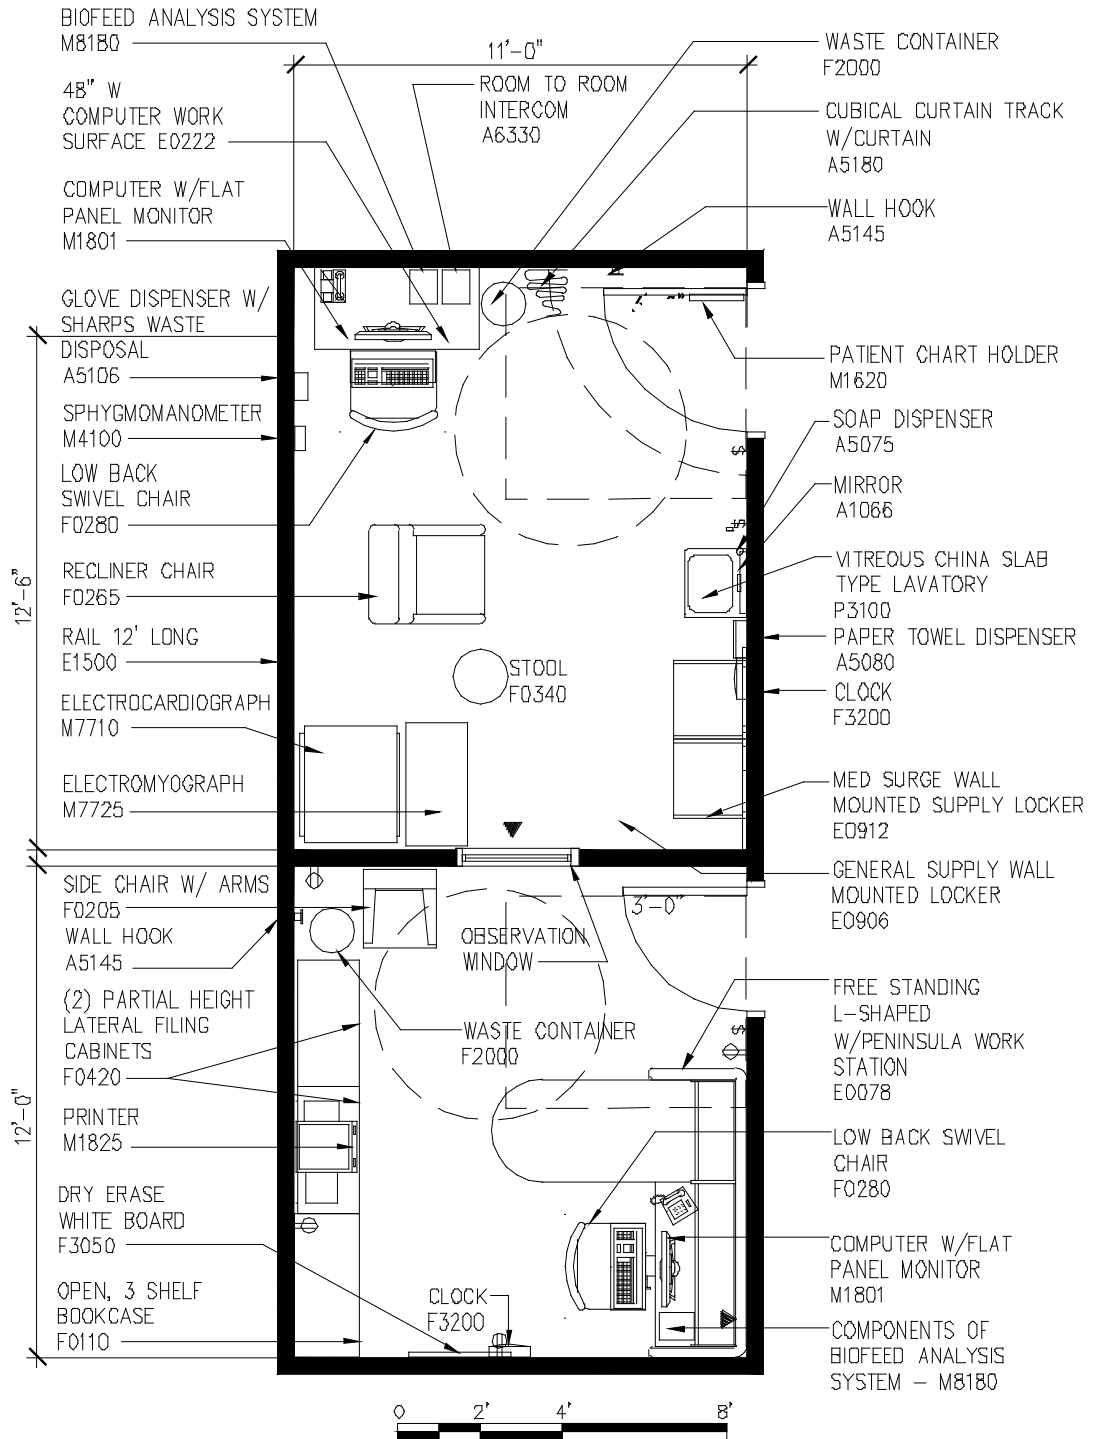 BIOFEED ANALYSIS SYSTEM
M8180
48" W
COMPUTER WORK
SURFACE E0222
COMPUTER W/FLAT
PANEL MONITOR
M1801
11'-0"
ROOM TO ROOM
INTERCOM
A6330
WASTE CONTAINER
F2000
CUBICAL CURTAIN TRACK
W/CURTAIN
A5180
WALL HOOK
A5145
GLOVE DISPENSER W/
SHARPS WASTE
DISPOSAL
A5106
SPHYGMOMANOMETER
M4100
LOW BACK
SWIVEL CHAIR
F0280
RECLINER CHAIR
F0265
RAIL 12' LONG
E1500
ELECTROCARDIOGRAPH
M7710
ELECTROMYOGRAPH
M7725
12'-6"
STOOL
F0340
PATIENT CHART HOLDER
M1620
SOAP DISPENSER
A5075
MIRROR
A1066
VITREOUS CHINA SLAB
TYPE LAVATORY
P3100
PAPER TOWEL DISPENSER
A5080
CLOCK
F3200
MED SURGE WALL
MOUNTED SUPPLY LOCKER
E0912
GENERAL SUPPLY WALL
MOUNTED LOCKER
E0906
SIDE CHAIR W/ ARMS
F0205
WALL HOOK
A5145
(2) PARTIAL HEIGHT
LATERAL FILING
CABINETS
F0420
PRINTER
M1825
DRY ERASE
WHITE BOARD
F3050
OPEN, 3 SHELF
BOOKCASE
F0110
12'-0"
3'-0"
OBSERVATION
WINDOW
WASTE CONTAINER
F2000
CLOCK
F3200
FREE STANDING
L-SHAPED
W/PENINSULA WORK
STATION
E0078
LOW BACK SWIVEL
CHAIR
F0280
COMPUTER W/FLAT
PANEL MONITOR
M1801
COMPONENTS OF
BIOFEED ANALYSIS
SYSTEM - M8180
0 2' 4' 8'